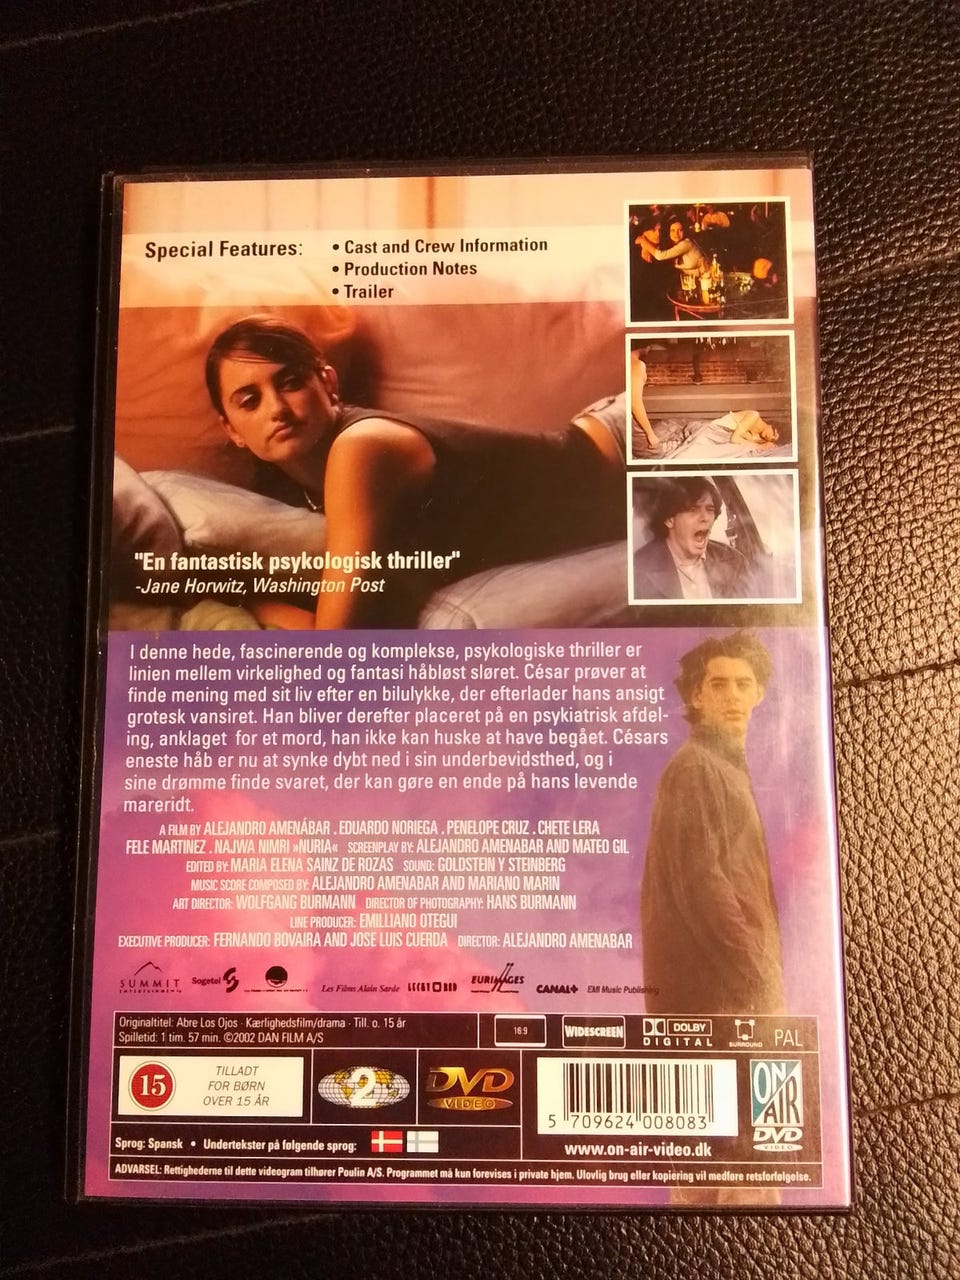 Special Features:
• Cast and Crew Information
• Production Notes
• Trailer
"En fantastisk psykologisk thriller"
-Jane Horwitz, Washington Post
I denne hede, fascinerende og komplekse, psykologiske thriller er
linien mellem virkelighed og fantasi håbløst sløret. César prøver at
finde mening med sit liv efter en bilulykke, der efterlader hans ansigt
grotesk vansiret. Han bliver derefter placeret på en psykiatrisk afdel-
ing, anklaget for et mord, han ikke kan huske at have begået. Césars
eneste håb er nu at synke dybt ned i sin underbevidsthed, og i
sine drømme finde svaret, der kan gøre en ende på hans levende
mareridt.
A FILM BY ALEJANDRO AMENÁBAR . EDUARDO NORIEGA . PENELOPE CRUZ . CHETE LERA
FELE MARTINEZ . NAJWA NIMRI »NURIA« SCREENPLAY BY: ALEJANDRO AMENABAR AND MATEO GIL
EDITED BY: MARIA ELENA SAINZ DE ROZAS SOUND: GOLDSTEIN Y STEINBERG
MUSIC SCORE COMPOSED BY: ALEJANDRO AMENABAR AND MARIANO MARIN
ART DIRECTOR: WOLFGANG BURMANN DIRECTOR OF PHOTOGRAPHY: HANS BURMANN
LINE PRODUCER: EMILLIANO OTEGUI
EXECUTIVE PRODUCER: FERNANDO BOVAIRA AND JOSE LUIS CUERDA DIRECTOR: ALEJANDRO AMENABAR
SUMMIT ENTERTAINMENT Sogetel Les Films Alain Sarde LUCKY RED EURIMAGES CANAL+ EMI Music Publishing
Originaltitel: Abre Los Ojos · Kærlighedsfilm/drama · Till. o. 15 år
Spilletid: 1 tim. 57 min. ©2002 DAN FILM A/S
16:9 WIDESCREEN DOLBY DIGITAL SURROUND PAL
15 TILLADT
FOR BØRN
OVER 15 ÅR
2
DVD VIDEO
5 709624 008083
www.on-air-video.dk
ON AIR
DVD VIDEO
Sprog: Spansk • Undertekster på følgende sprog:
ADVARSEL: Rettighederne til dette videogram tilhører Poulin A/S. Programmet må kun forevises i private hjem. Ulovlig brug eller kopiering vil medføre retsforfølgelse.